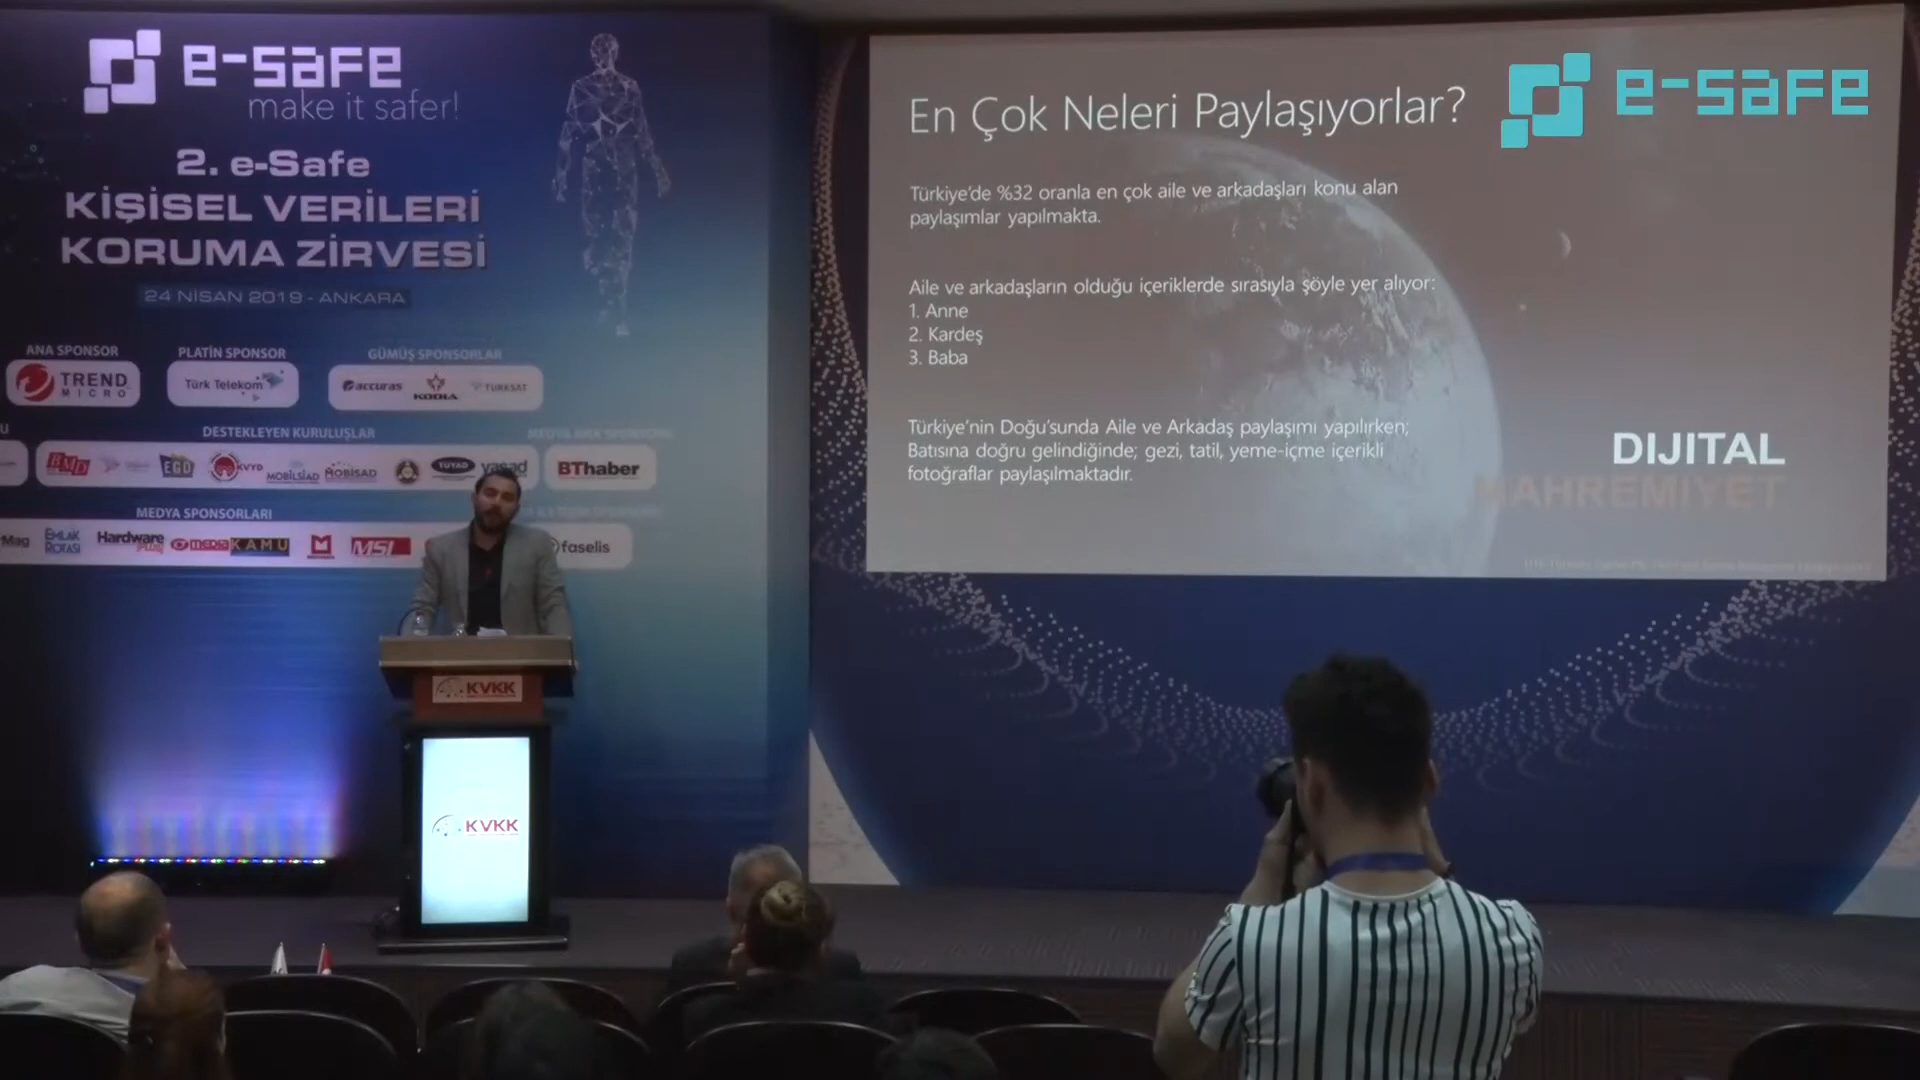 e-safe
make it safer!
2. e-Safe
KİŞİSEL VERİLERİ
KORUMA ZİRVESİ
24 NİSAN 2019 - ANKARA
ANA SPONSOR
PLATİN SPONSOR
GÜMÜŞ SPONSORLAR
TREND
MICRO
Türk Telekom
accuras
KODIA
TÜRKSAT
DESTEKLEYEN KURULUŞLAR
BMD
EGD
KVYD
MOBİLSİAD
MOBİSAD
TUYAD
yasad
BThaber
MEDYA SPONSORLARI
Mag
EMLAK
ROTASI
Hardware
PLUS
MEDIA
KAMU
MSI
faselis
KVKK
KVKK
En Çok Neleri Paylaşıyorlar?
e-safe
Türkiye'de %32 oranla en çok aile ve arkadaşları konu alan
paylaşımlar yapılmakta.
Aile ve arkadaşların olduğu içeriklerde sırasıyla şöyle yer alıyor:
1. Anne
2. Kardeş
3. Baba
Türkiye'nin Doğu'sunda Aile ve Arkadaş paylaşımı yapılırken;
Batısına doğru gelindiğinde; gezi, tatil, yeme-içme içerikli
fotoğraflar paylaşılmaktadır.
DIJITAL
MAHREMIYET